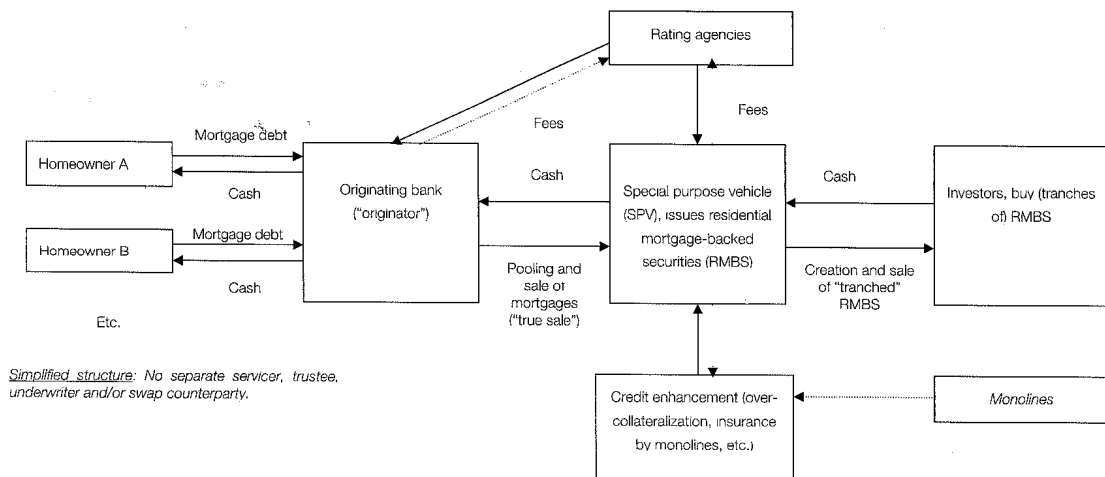 Rating agencies
Fees
Fees
Mortgage debt
Homeowner A
Cash
Originating bank
("originator")
Cash
Special purpose vehicle
(SPV), issues residential
mortgage-backed
securities (RMBS)
Cash
Investors, buy (tranches
of) RMBS
Mortgage debt
Homeowner B
Cash
Pooling and
sale of
mortgages
("true sale")
Creation and sale
of "tranched"
RMBS
Etc.
Simplified structure: No separate servicer, trustee,
underwriter and/or swap counterparty.
Credit enhancement (over-
collateralization, insurance
by monolines, etc.)
Monolines